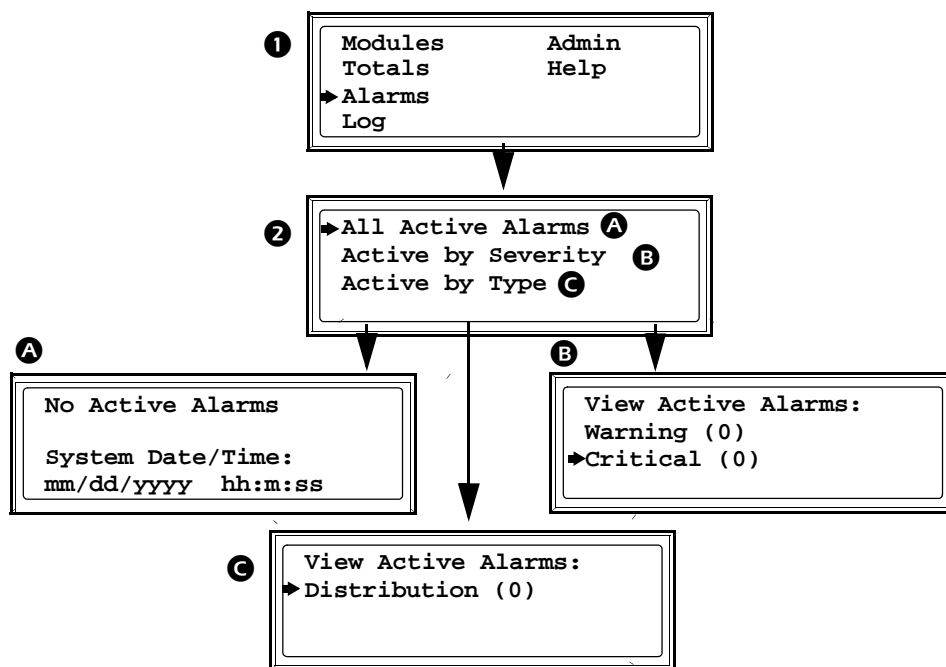 ❶
Modules Admin
Totals Help
Alarms
Log
❷
All Active Alarms A
Active by Severity B
Active by Type C
A
No Active Alarms
System Date/Time:
mm/dd/yyyy hh:m:ss
B
View Active Alarms:
Warning (0)
Critical (0)
C
View Active Alarms:
Distribution (0)